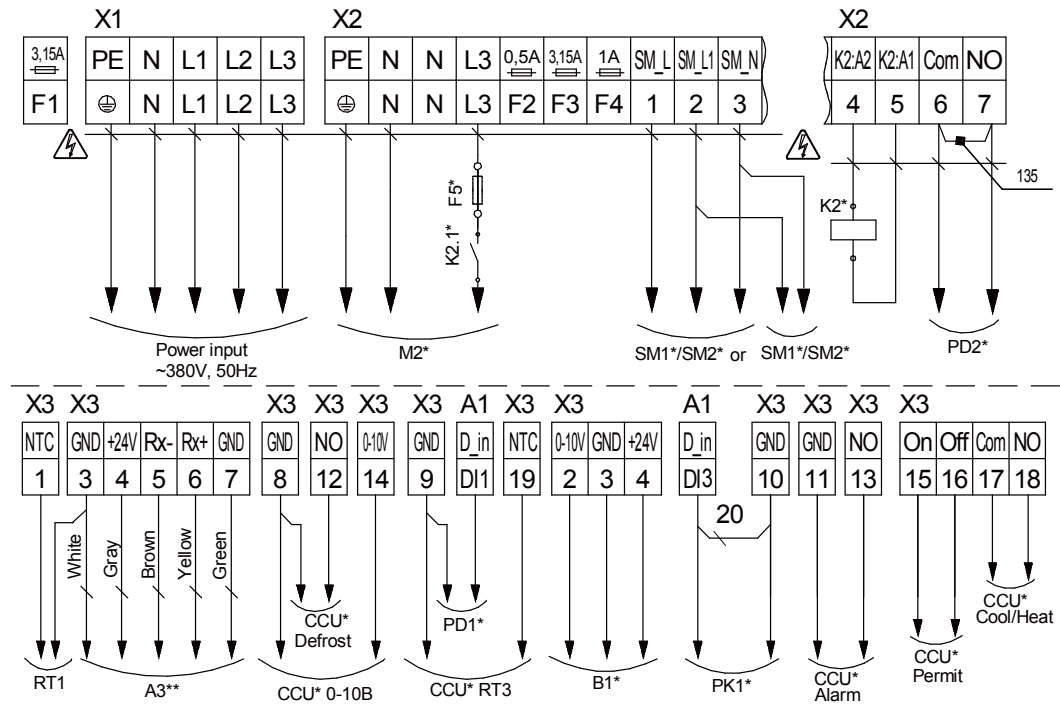 X1 X2 X2
3,15A PE N L1 L2 L3 PE N N L3 0,5A 3,15A 1A SM_L SM_L1 SM_N K2:A2 K2:A1 Com NO
F1 N L1 L2 L3 N N L3 F2 F3 F4 1 2 3 4 5 6 7
135
F5*
K2.1*
K2*
Power input
~380V, 50Hz
M2*
SM1*/SM2* or SM1*/SM2*
PD2*
X3 X3 X3 X3 X3 X3 A1 X3 X3 A1 X3 X3 X3 X3
NTC GND +24V Rx- Rx+ GND GND NO 0-10V GND D_in NTC 0-10V GND +24V D_in GND GND NO On Off Com NO
1 3 4 5 6 7 8 12 14 9 DI1 19 2 3 4 DI3 10 11 13 15 16 17 18
20
White
Gray
Brown
Yellow
Green
CCU*
Defrost
PD1*
CCU*
Cool/Heat
RT1
A3**
CCU* 0-10B
CCU* RT3
B1*
PK1*
CCU*
Alarm
CCU*
Permit